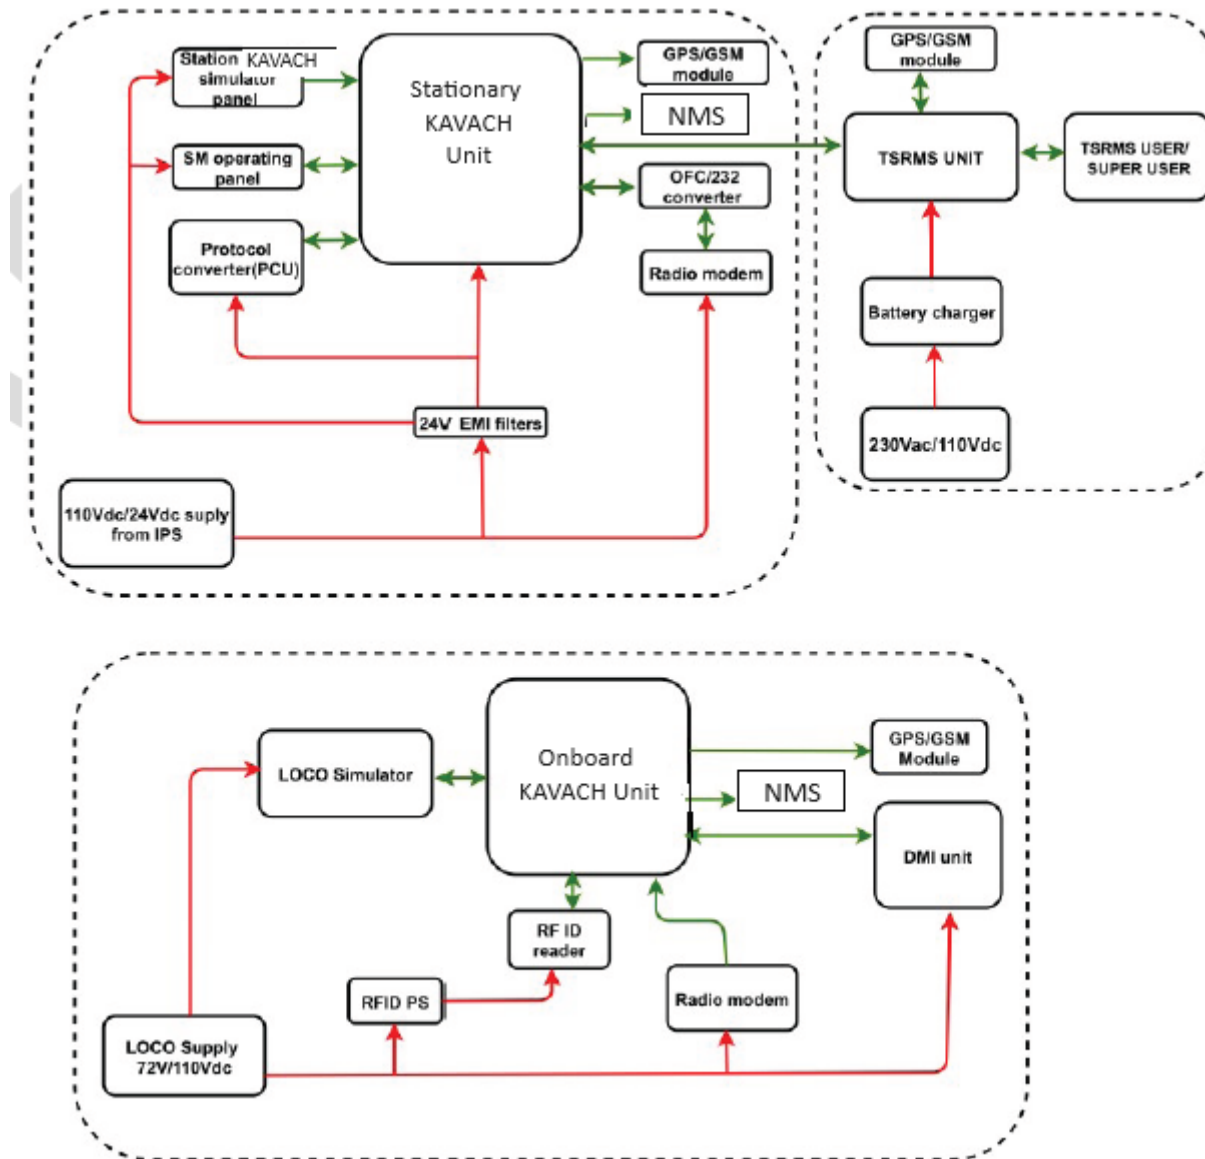 Station KAVACH
simulator
panel
Stationary
KAVACH
Unit
GPS/GSM
module
NMS
SM operating
panel
OFC/232
converter
Protocol
converter(PCU)
Radio modem
24V EMI filters
110Vdc/24Vdc suply
from IPS
GPS/GSM
module
TSRMS UNIT
TSRMS USER/
SUPER USER
Battery charger
230Vac/110Vdc
LOCO Simulator
Onboard
KAVACH Unit
GPS/GSM
Module
NMS
DMI unit
RF ID
reader
RFID PS
Radio modem
LOCO Supply
72V/110Vdc